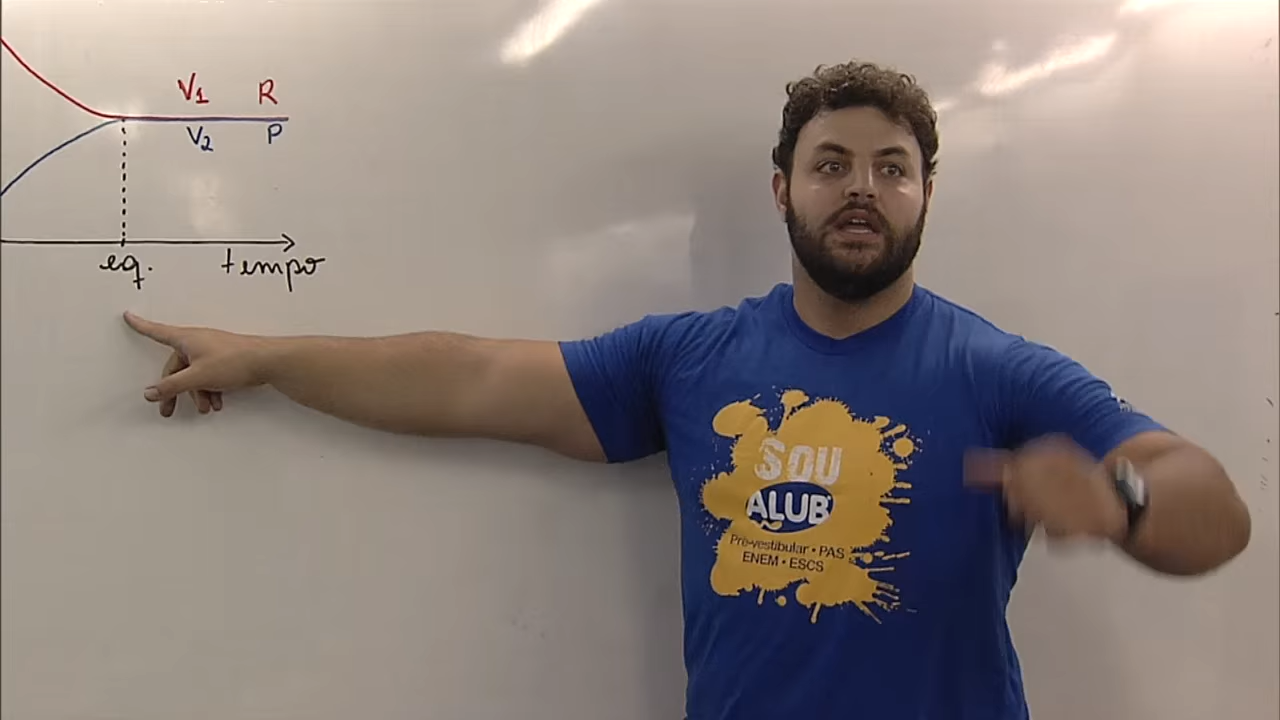 V1 R
V2 P
eq. tempo
SOU
ALUB
Pré-vestibular • PAS
ENEM • ESCS